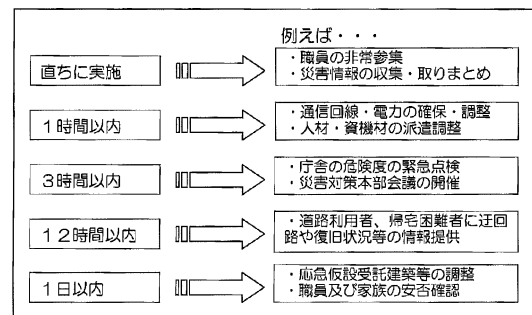 例えば・・・
直ちに実施
・職員の非常参集
・災害情報の収集・取りまとめ
1時間以内
・通信回線・電力の確保・調整
・人材・資機材の派遣調整
3時間以内
・庁舎の危険度の緊急点検
・災害対策本部会議の開催
12時間以内
・道路利用者、帰宅困難者に迂回
路や復旧状況等の情報提供
1日以内
・応急仮設受託建築等の調整
・職員及び家族の安否確認